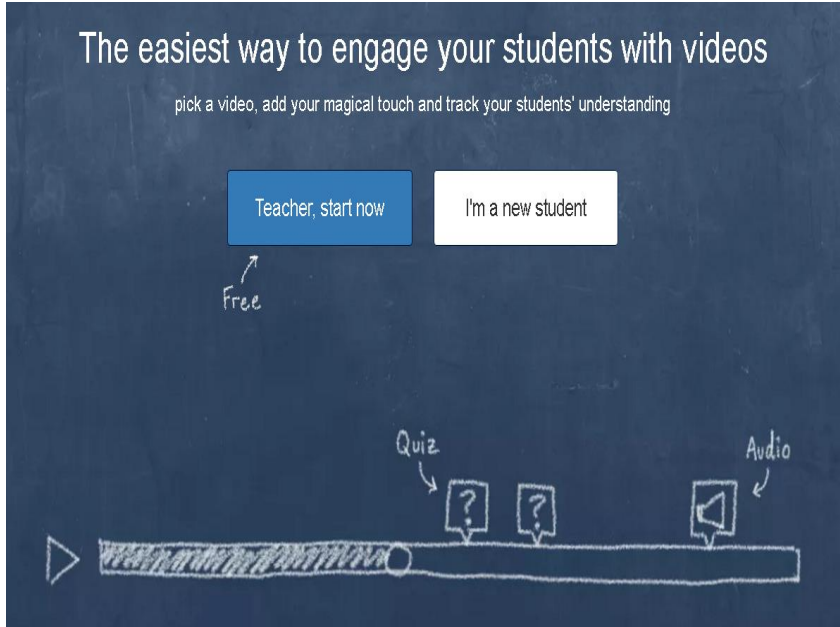 The easiest way to engage your students with videos
pick a video, add your magical touch and track your students' understanding
Teacher, start now
I'm a new student
Free
Quiz
Audio
?
?